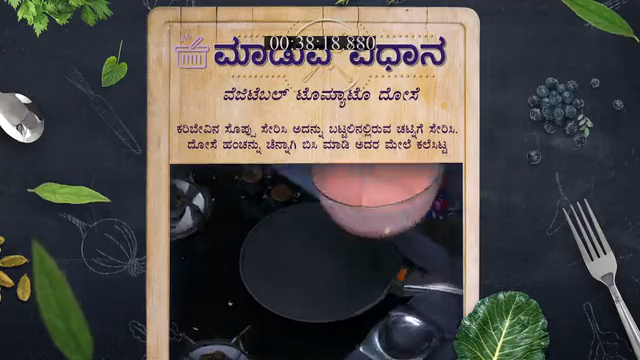 00:38:18.880
ಮಾಡುವ ವಿಧಾನ
ವೆಜಿಟೆಬಲ್ ಟೊಮ್ಯಾಟೊ ದೋಸೆ
ಕರಿಬೇವಿನ ಸೊಪ್ಪು ಸೇರಿಸಿ ಅದನ್ನು ಬಟ್ಟಲಿನಲ್ಲಿರುವ ಚಟ್ನಿಗೆ ಸೇರಿಸಿ.
ದೋಸೆ ಹಂಚನ್ನು ಚೆನ್ನಾಗಿ ಬಿಸಿ ಮಾಡಿ ಅದರ ಮೇಲೆ ಕಲೆಸಿಟ್ಟ